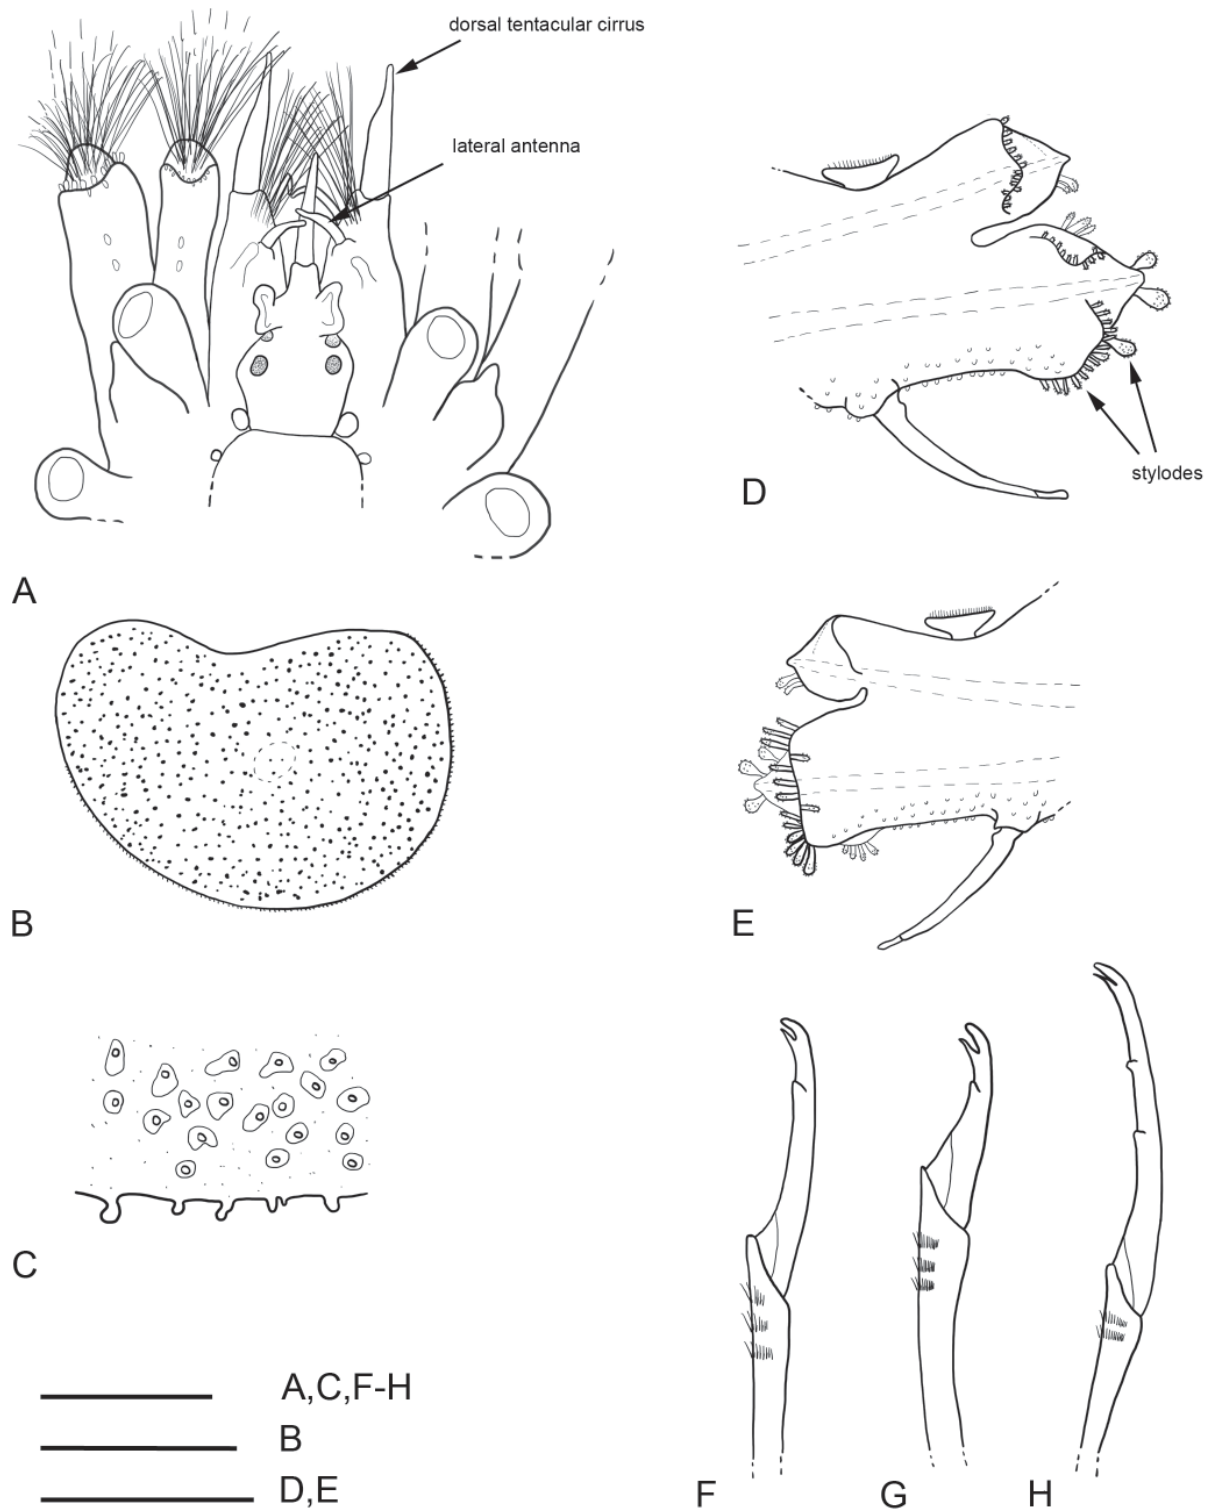 dorsal tentacular cirrus
lateral antenna
A
B
C
stylodes
D
E
F
G
H
A,C,F-H
B
D,E